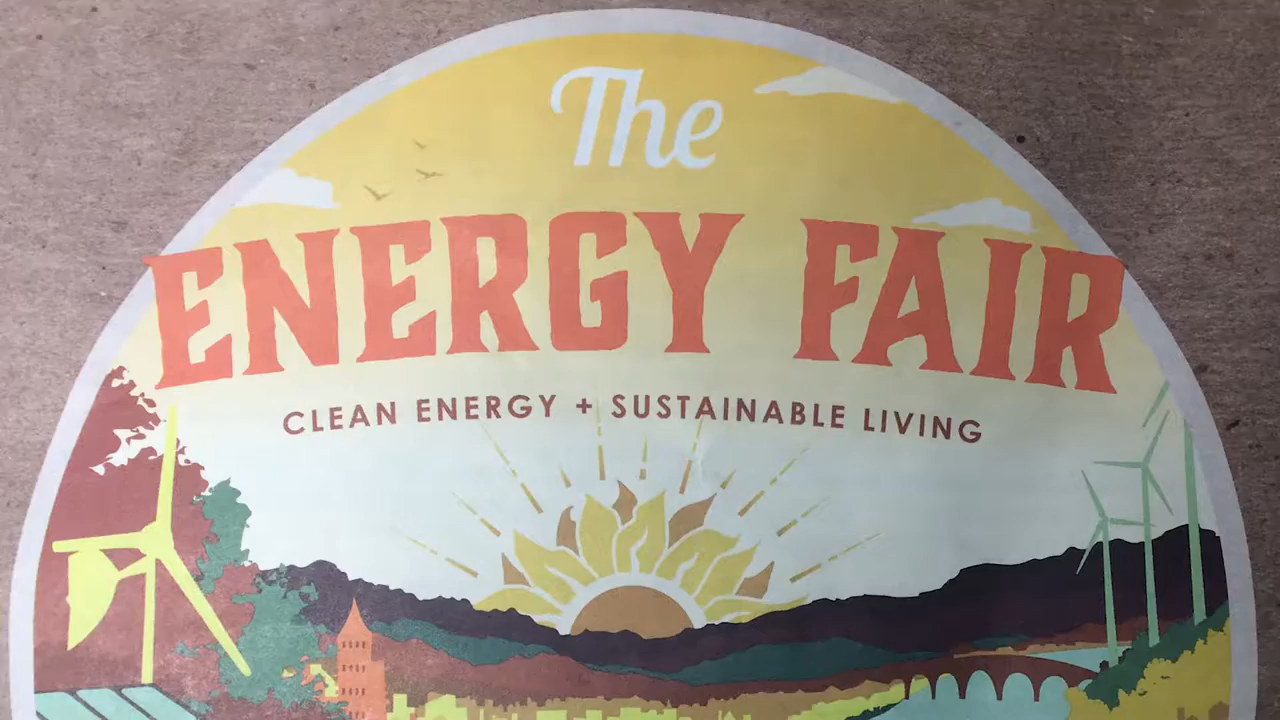 The
ENERGY FAIR
CLEAN ENERGY + SUSTAINABLE LIVING